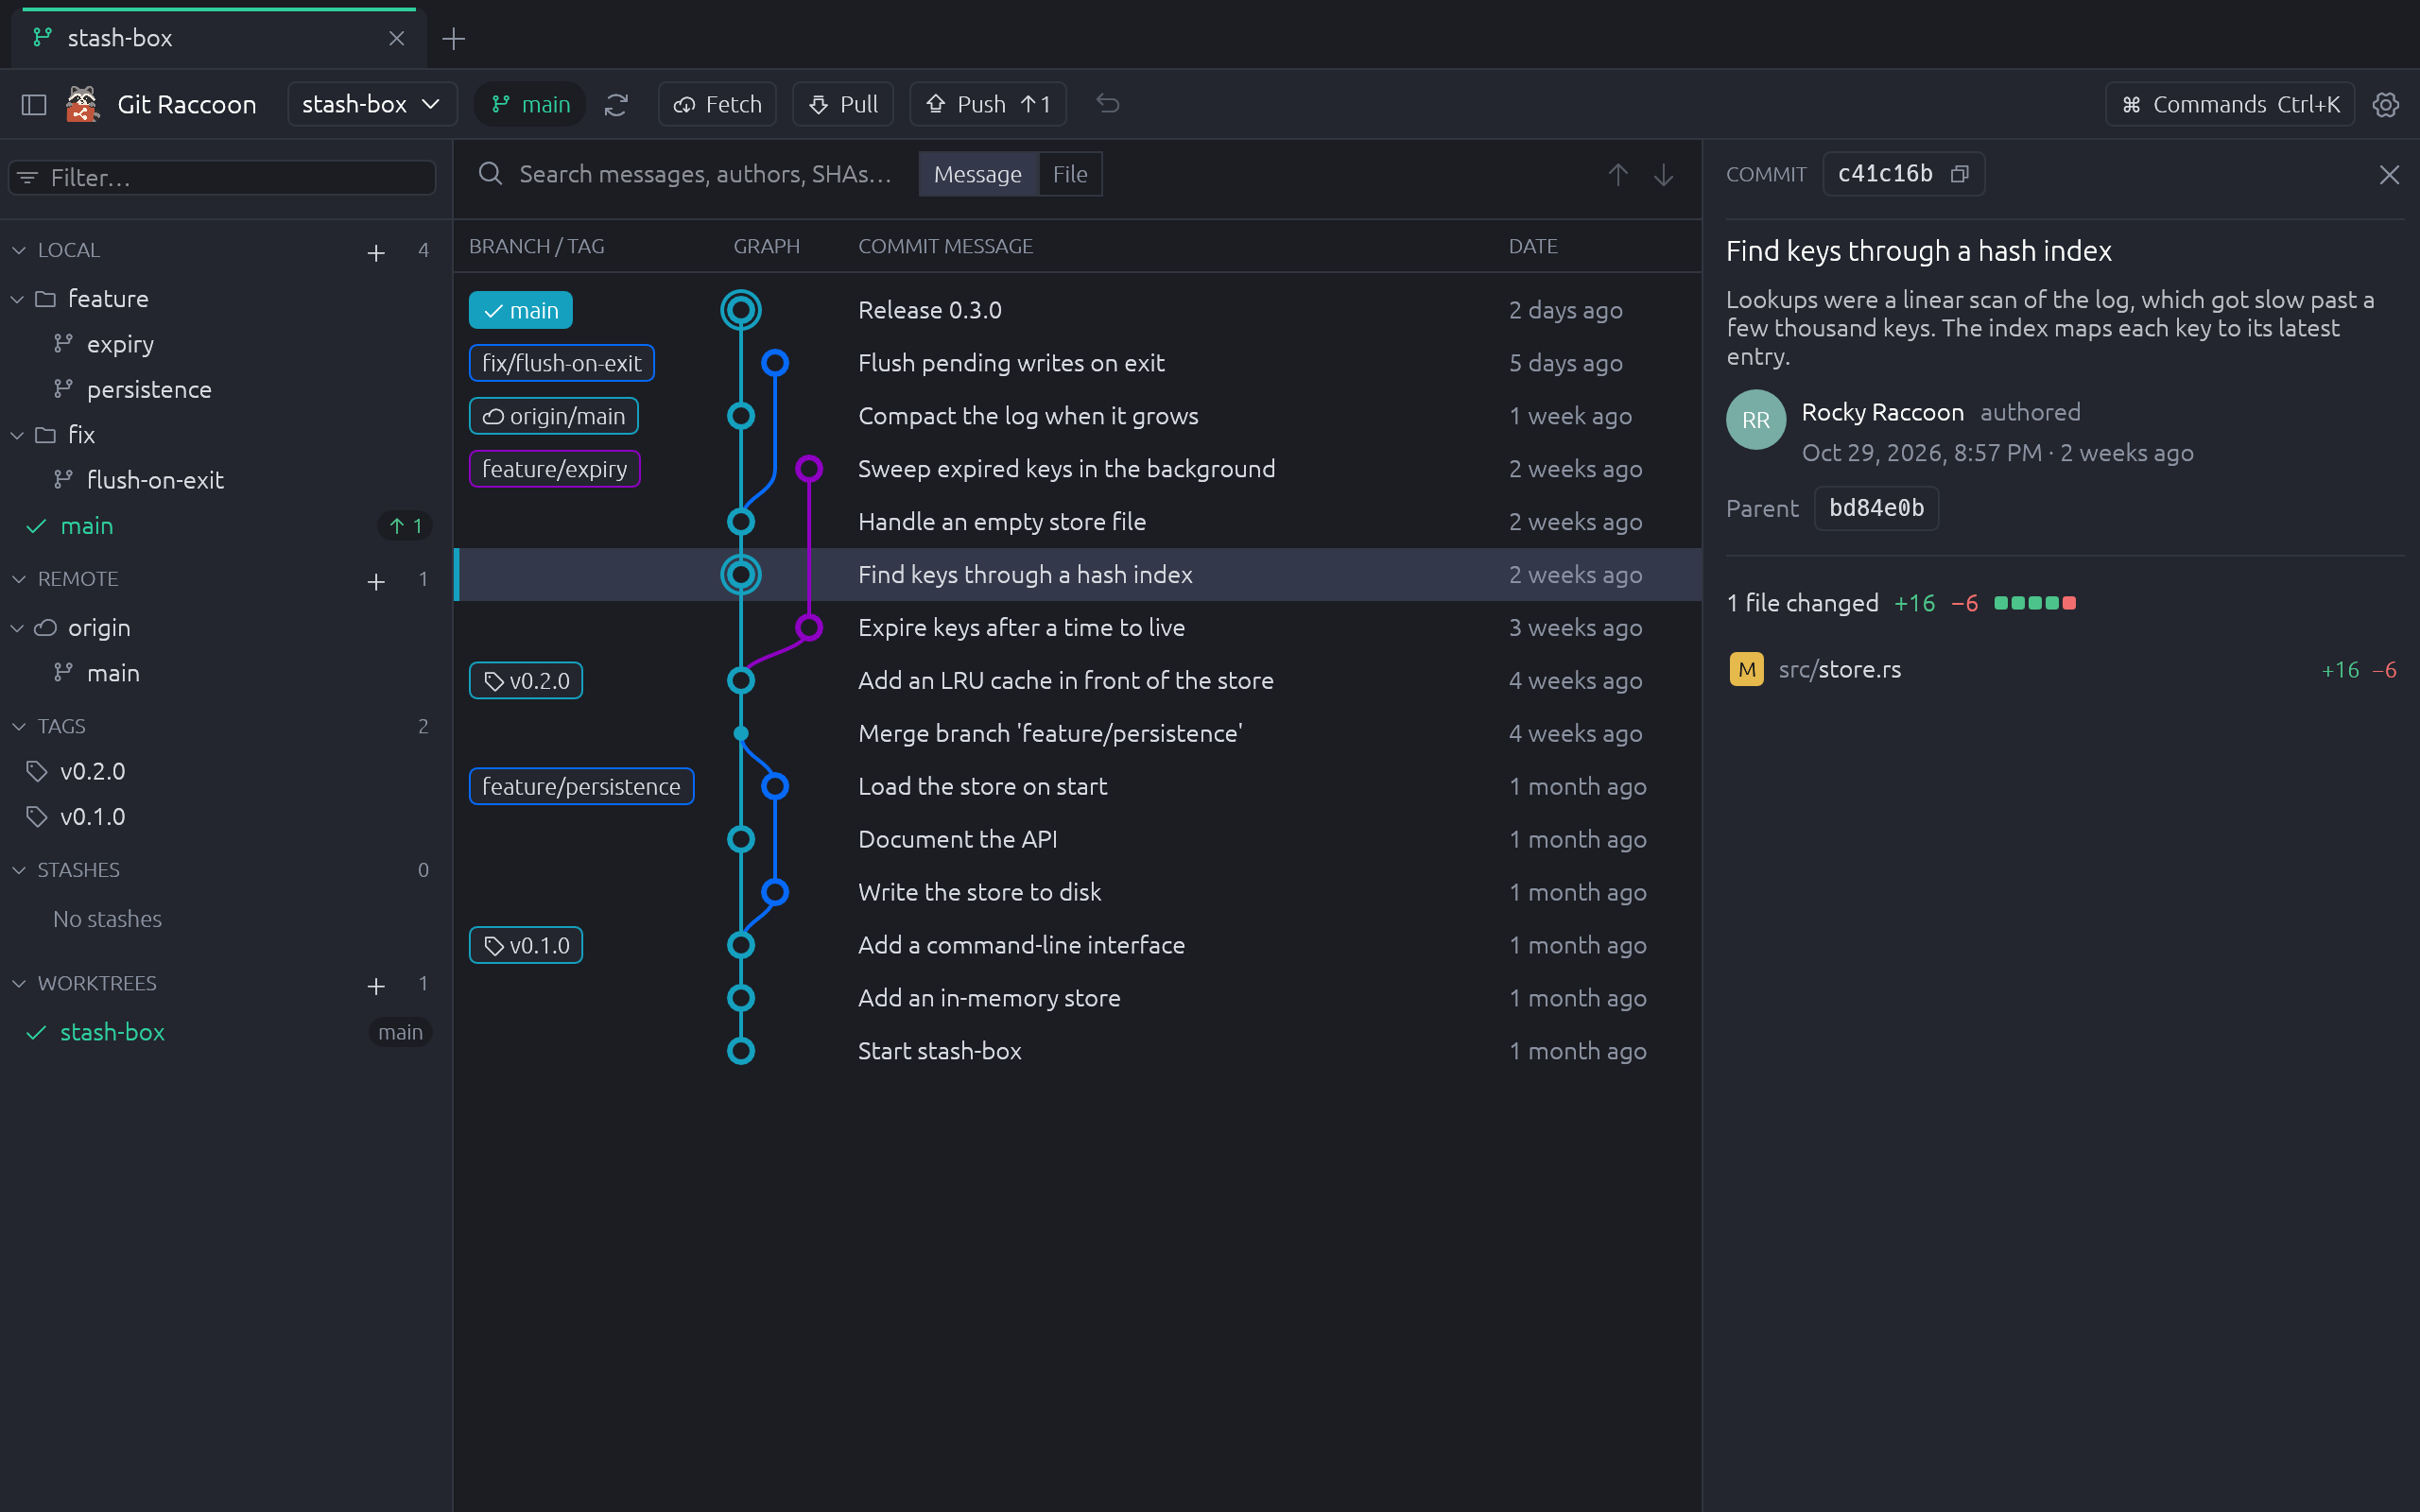 stash-box
Git Raccoon stash-box main Fetch Pull Push ↑1 Commands Ctrl+K
Filter…
LOCAL 4
feature
expiry
persistence
fix
flush-on-exit
main ↑ 1
REMOTE 1
origin
main
TAGS 2
v0.2.0
v0.1.0
STASHES 0
No stashes
WORKTREES 1
stash-box main
Search messages, authors, SHAs… Message File
BRANCH / TAG GRAPH COMMIT MESSAGE DATE
main Release 0.3.0 2 days ago
fix/flush-on-exit Flush pending writes on exit 5 days ago
origin/main Compact the log when it grows 1 week ago
feature/expiry Sweep expired keys in the background 2 weeks ago
Handle an empty store file 2 weeks ago
Find keys through a hash index 2 weeks ago
Expire keys after a time to live 3 weeks ago
v0.2.0 Add an LRU cache in front of the store 4 weeks ago
Merge branch 'feature/persistence' 4 weeks ago
feature/persistence Load the store on start 1 month ago
Document the API 1 month ago
Write the store to disk 1 month ago
v0.1.0 Add a command-line interface 1 month ago
Add an in-memory store 1 month ago
Start stash-box 1 month ago
COMMIT c41c16b
Find keys through a hash index
Lookups were a linear scan of the log, which got slow past a
few thousand keys. The index maps each key to its latest
entry.
RR Rocky Raccoon authored
Oct 29, 2026, 8:57 PM · 2 weeks ago
Parent bd84e0b
1 file changed +16 −6
M src/store.rs +16 −6